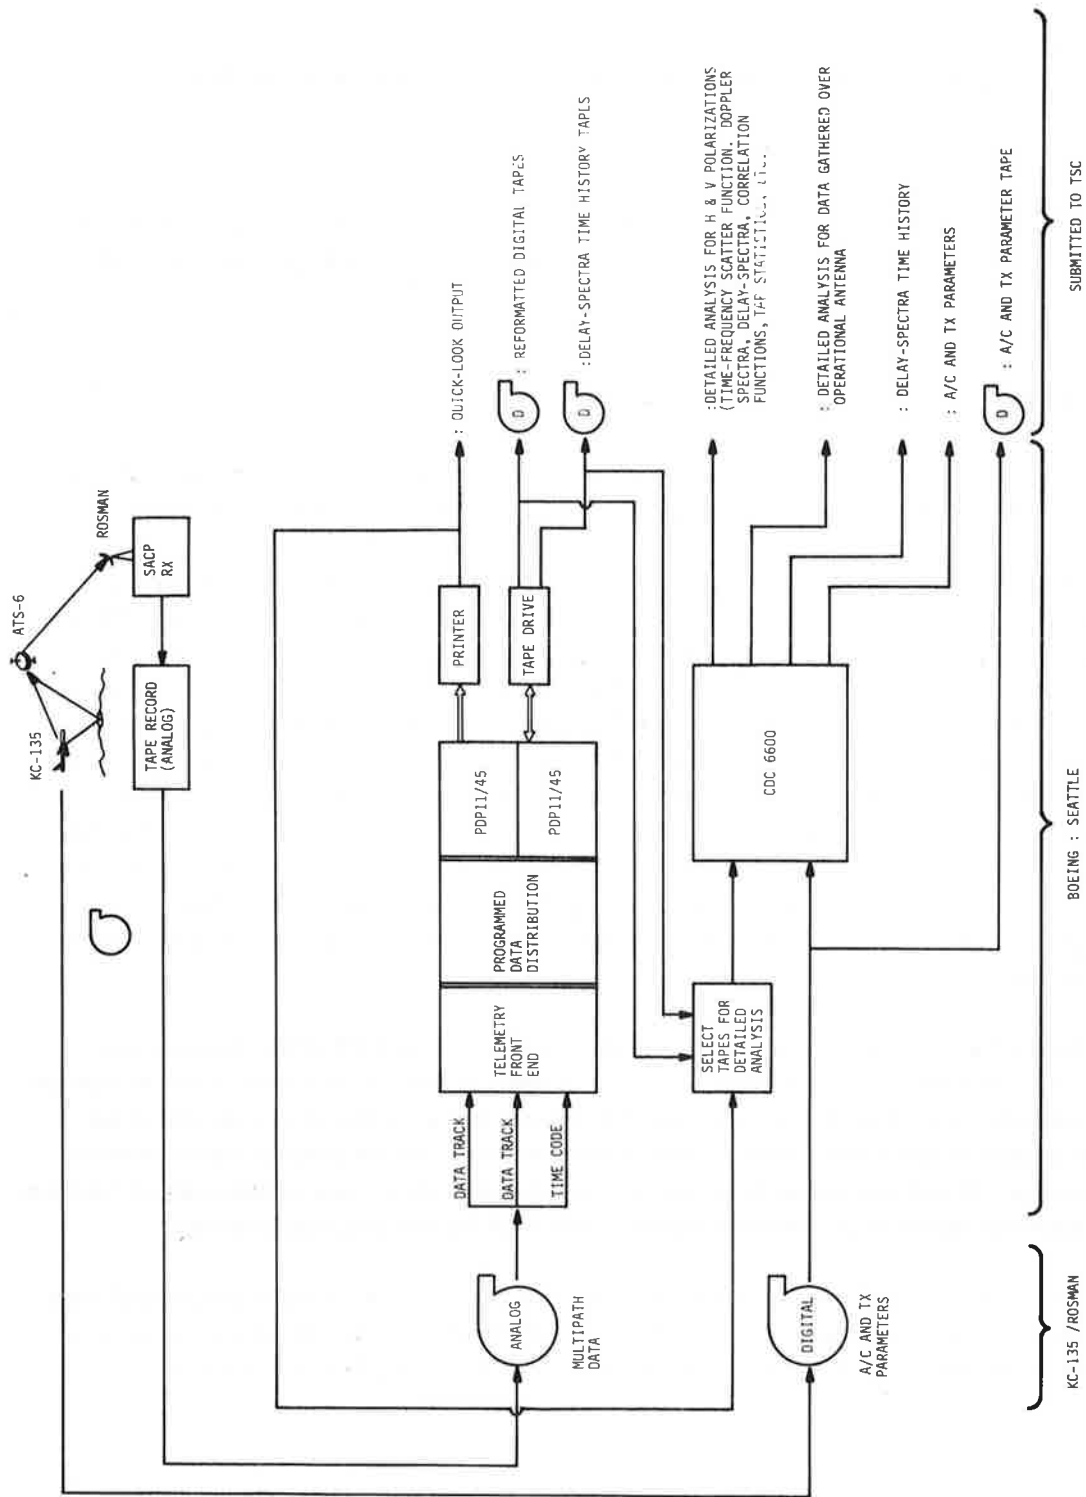 KC-135
ATS-6
ROSMAN
TAPE RECORD
(ANALOG)
SACP
RX
ANALOG
MULTIPATH
DATA
DATA TRACK
DATA TRACK
TIME CODE
TELEMETRY
FRONT
END
PROGRAMMED
DATA
DISTRIBUTION
PDP11/45
PDP11/45
PRINTER
TAPE DRIVE
: QUICK-LOOK OUTPUT
D
: REFORMATTED DIGITAL TAPES
D
:DELAY-SPECTRA TIME HISTORY TAPES
DIGITAL
A/C AND TX
PARAMETERS
SELECT
TAPES FOR
DETAILED
ANALYSIS
CDC 6600
:DETAILED ANALYSIS FOR H & V POLARIZATIONS
(TIME-FREQUENCY SCATTER FUNCTION. DOPPLER
SPECTRA, DELAY-SPECTRA, CORRELATION
FUNCTIONS, TAP STATISTICS, ETC.
: DETAILED ANALYSIS FOR DATA GATHERED OVER
OPERATIONAL ANTENNA
: DELAY-SPECTRA TIME HISTORY
: A/C AND TX PARAMETERS
D
: A/C AND TX PARAMETER TAPE
KC-135 /ROSMAN
BOEING : SEATTLE
SUBMITTED TO TSC